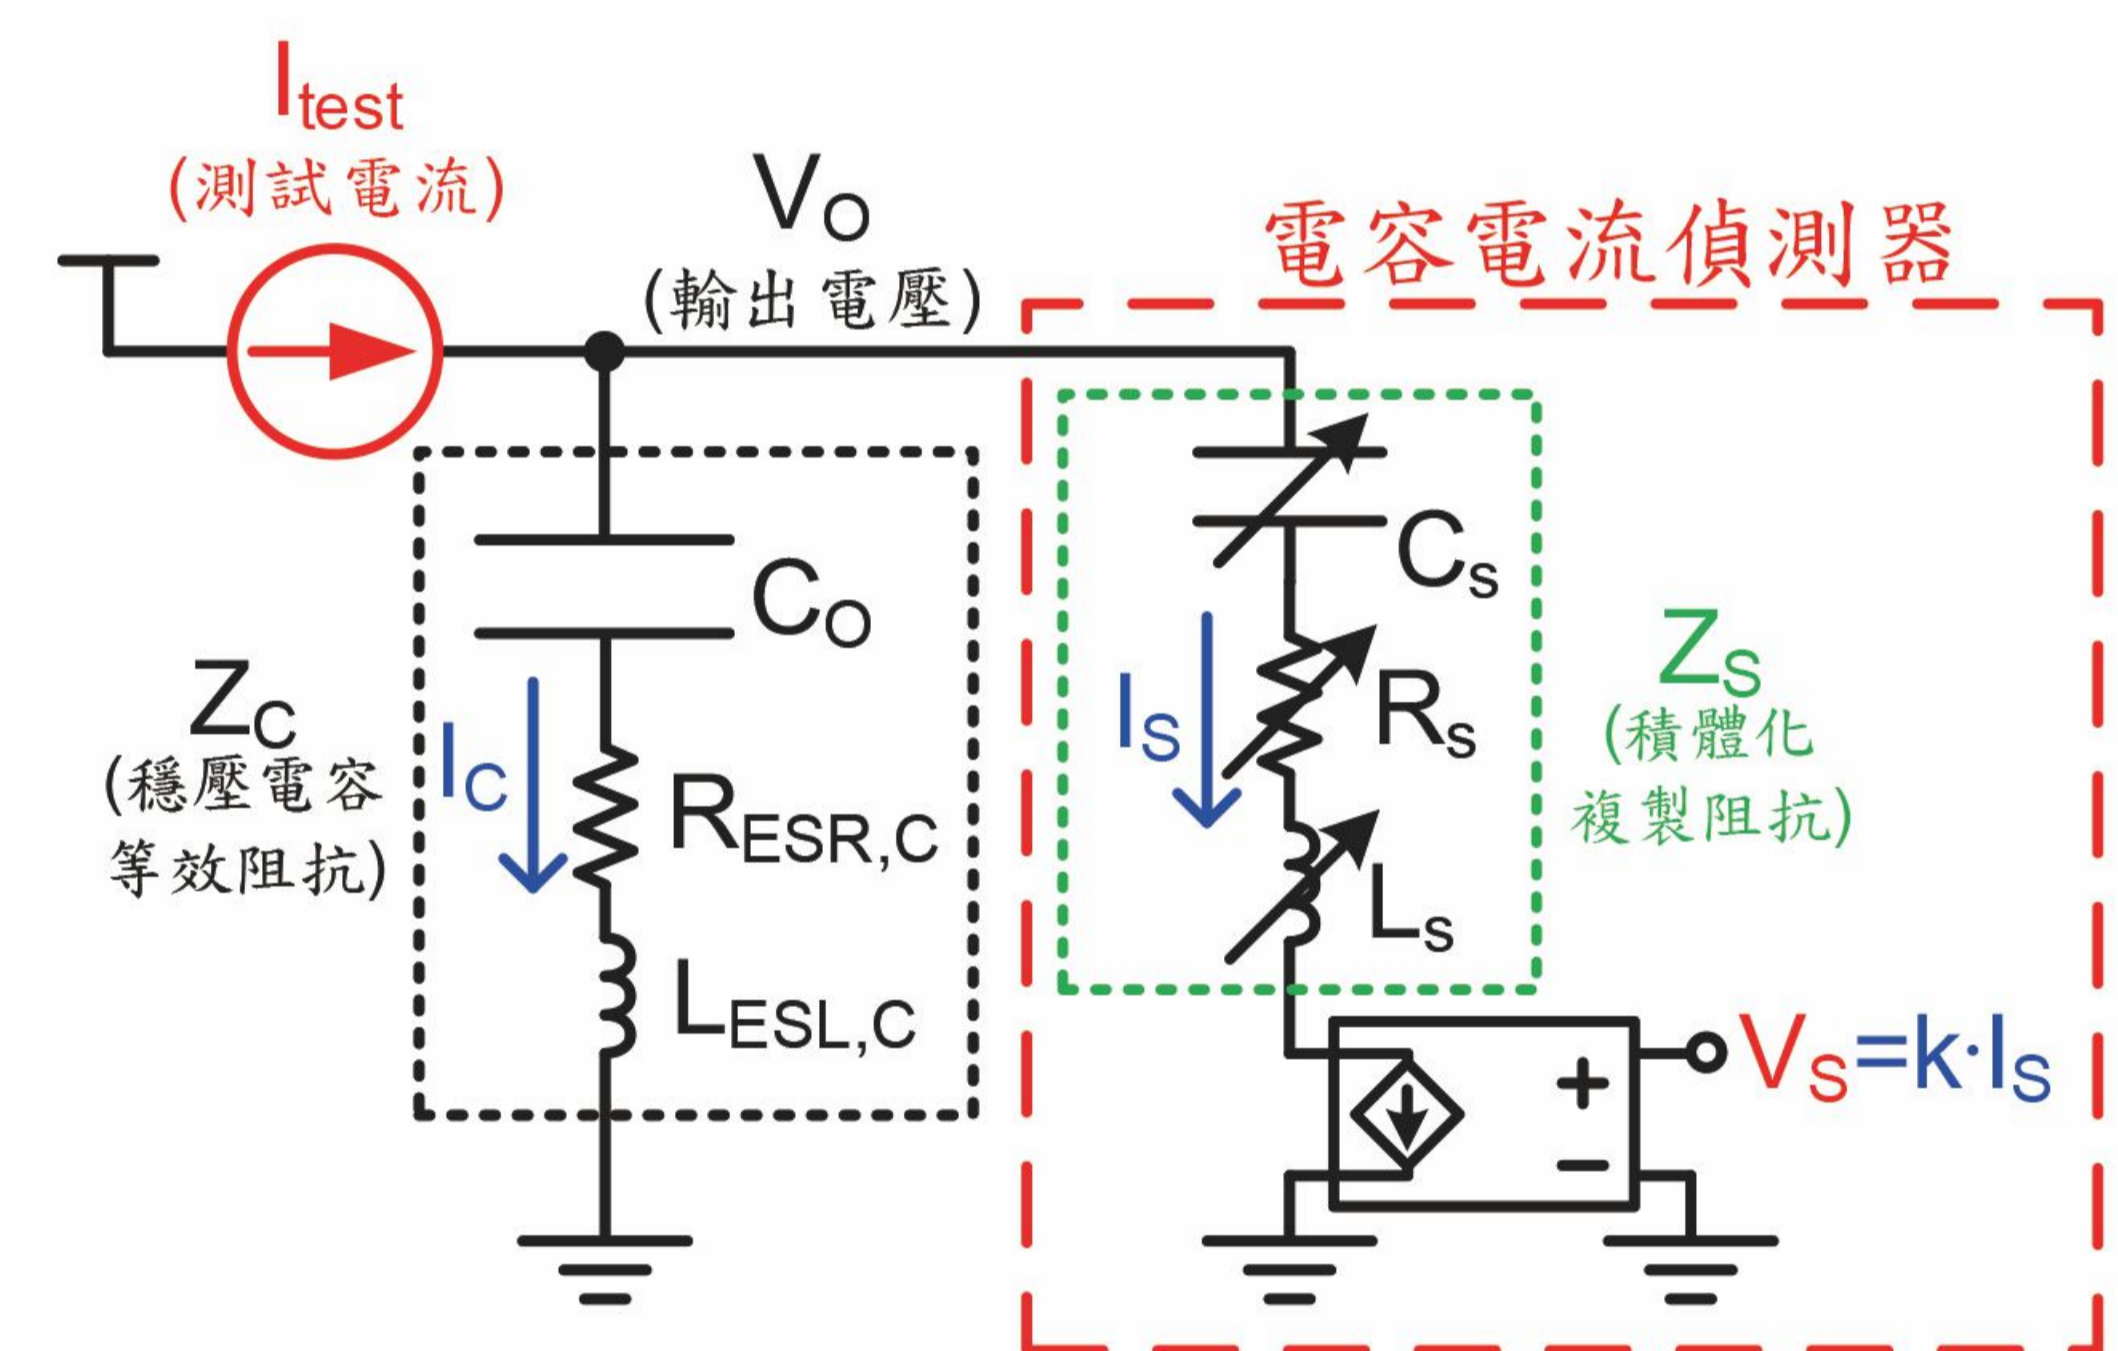 Itest
(測試電流)
VO
(輸出電壓)
電容電流偵測器
CO
Cs
ZC
(穩壓電容
等效阻抗)
IC
RESR,C
LESL,C
IS
Rs
Ls
ZS
(積體化
複製阻抗)
+
−
VS=k·IS